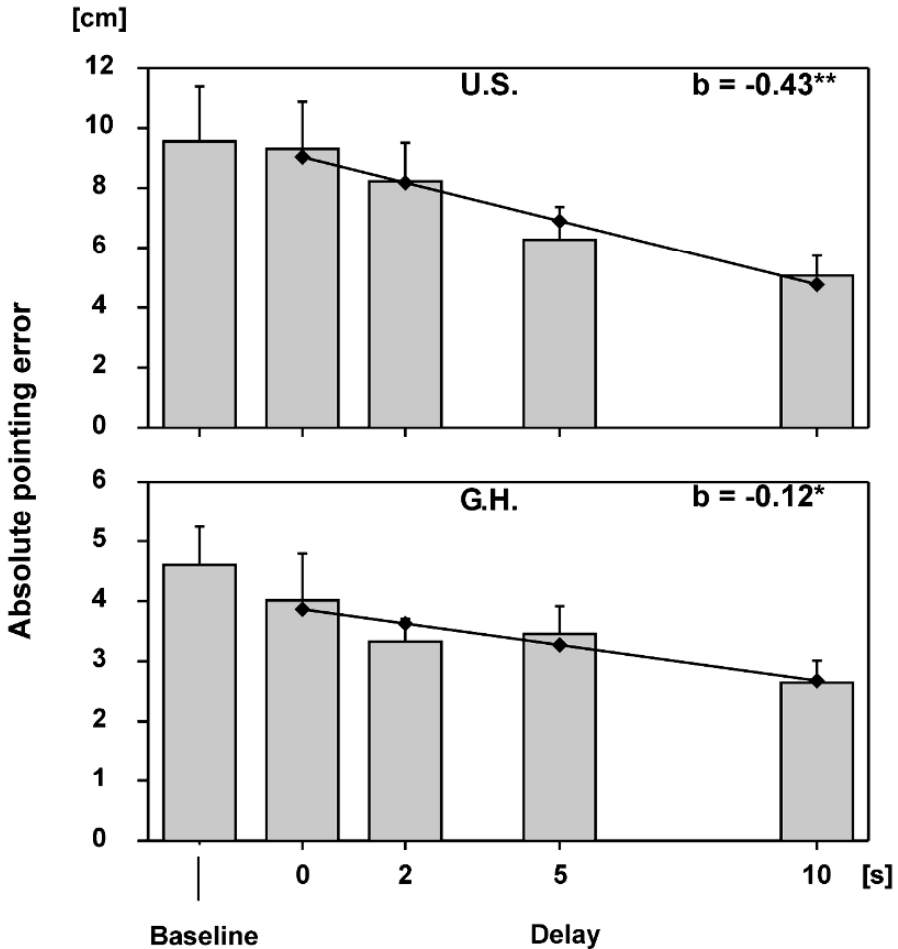 [cm]
12
U.S.
b = -0.43**
10
8
6
4
2
0
Absolute pointing error
6
G.H.
b = -0.12*
5
4
3
2
1
0
0 2 5 10 [s]
Baseline Delay